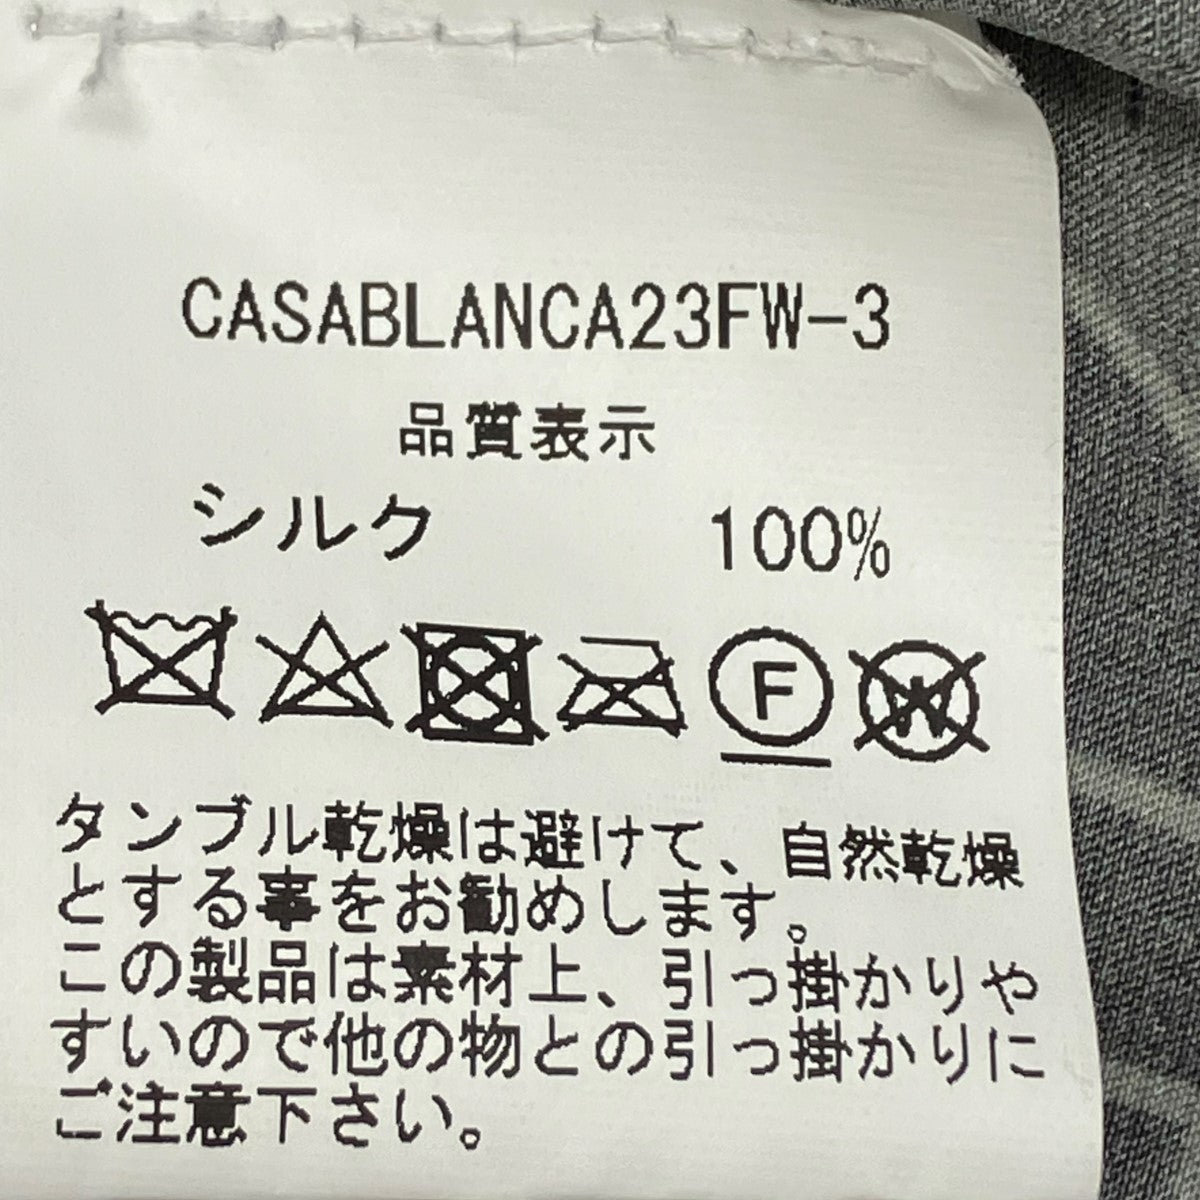 CASABLANCA23FW-3
品質表示
シルク 100%
F W
タンブル乾燥は避けて、自然乾燥
とする事をお勧めします。
この製品は素材上、引っ掛かりや
すいので他の物との引っ掛かりに
ご注意下さい。